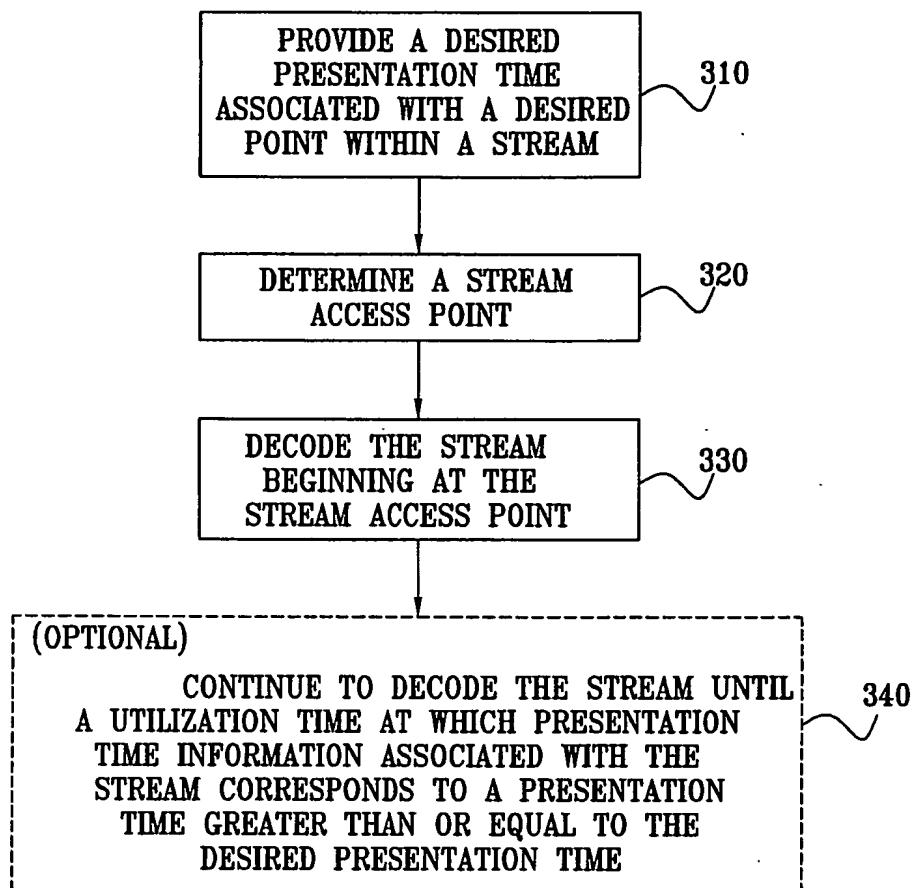 PROVIDE A DESIRED
PRESENTATION TIME
ASSOCIATED WITH A DESIRED
POINT WITHIN A STREAM
310
DETERMINE A STREAM
ACCESS POINT
320
DECODE THE STREAM
BEGINNING AT THE
STREAM ACCESS POINT
330
(OPTIONAL)
CONTINUE TO DECODE THE STREAM UNTIL
A UTILIZATION TIME AT WHICH PRESENTATION
TIME INFORMATION ASSOCIATED WITH THE
STREAM CORRESPONDS TO A PRESENTATION
TIME GREATER THAN OR EQUAL TO THE
DESIRED PRESENTATION TIME
340